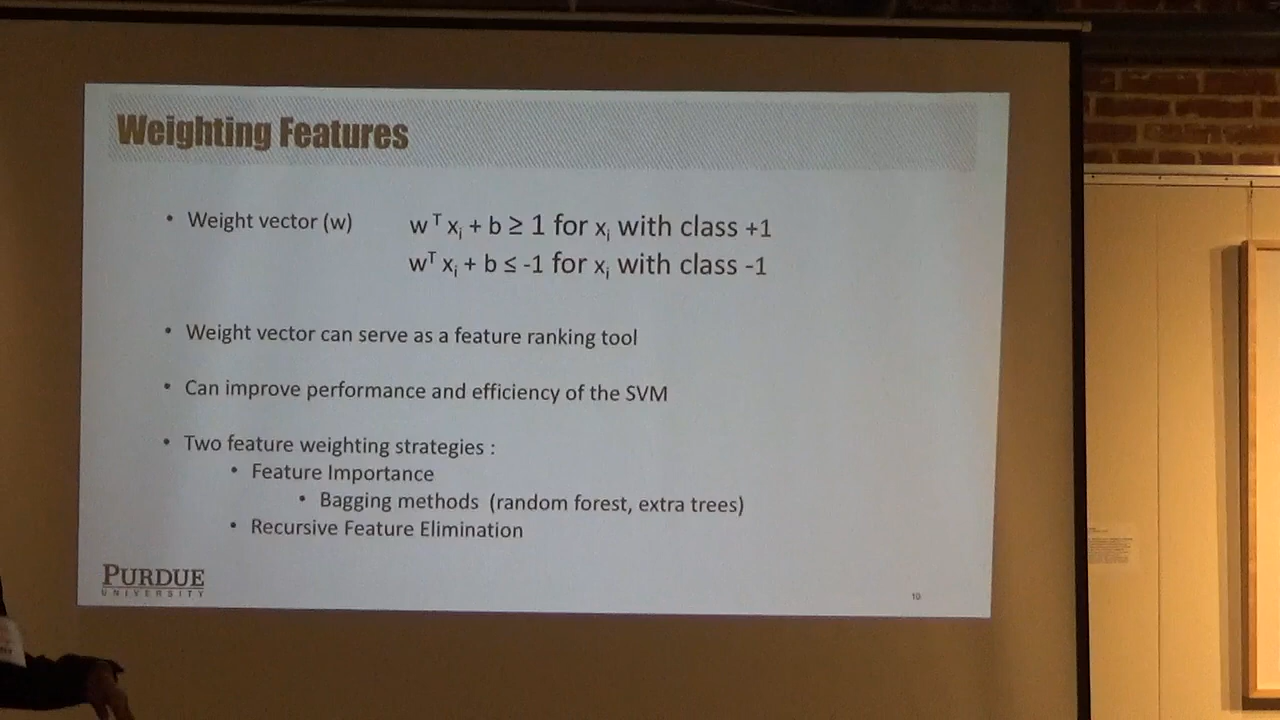 Weighting Features
• Weight vector (w) wᵀ xᵢ + b ≥ 1 for xᵢ with class +1
wᵀ xᵢ + b ≤ -1 for xᵢ with class -1
• Weight vector can serve as a feature ranking tool
• Can improve performance and efficiency of the SVM
• Two feature weighting strategies :
• Feature Importance
• Bagging methods (random forest, extra trees)
• Recursive Feature Elimination
PURDUE
UNIVERSITY
10